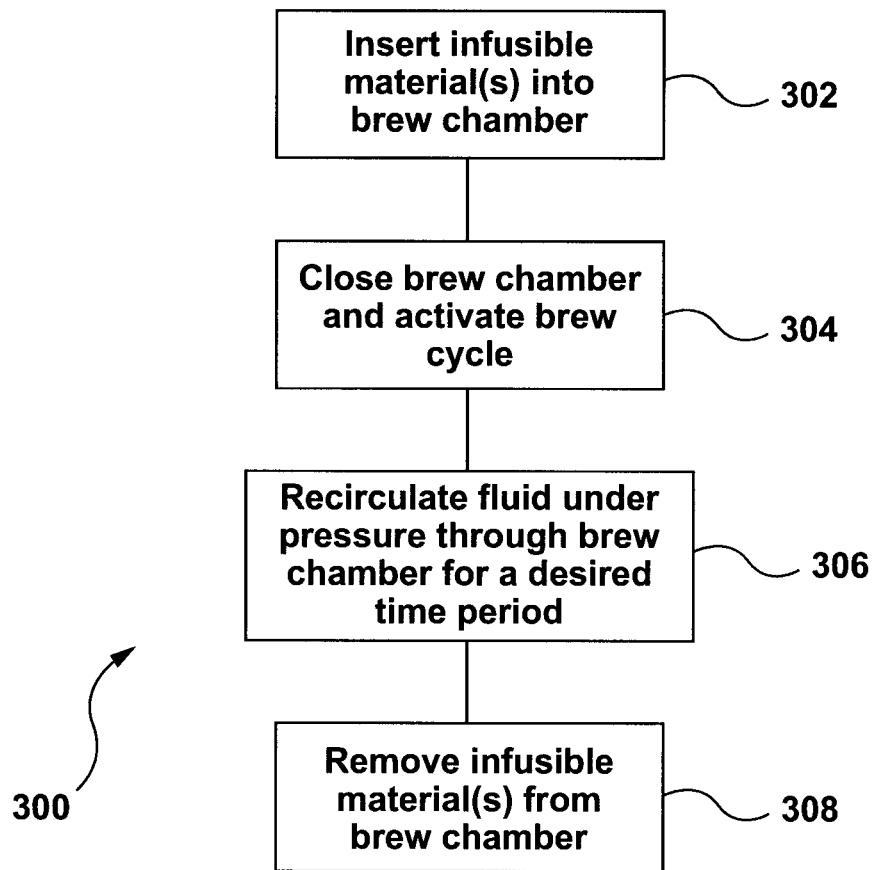 Insert infusible
material(s) into
brew chamber
302
Close brew chamber
and activate brew
cycle
304
Recirculate fluid under
pressure through brew
chamber for a desired
time period
306
Remove infusible
material(s) from
brew chamber
308
300